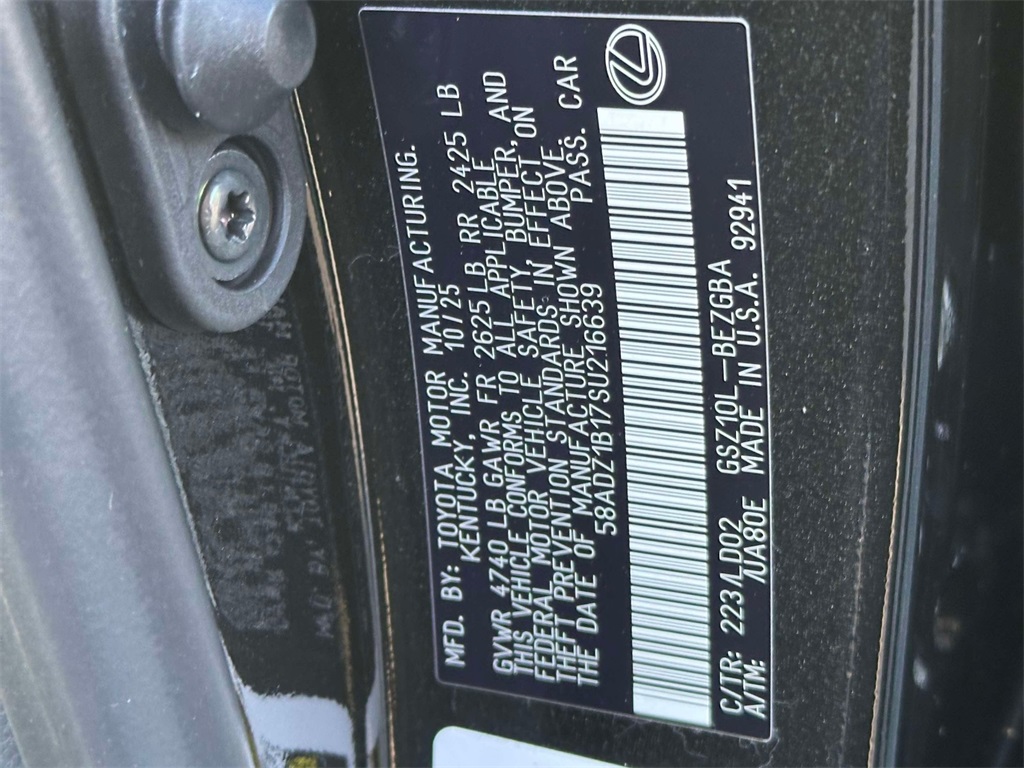 MFD. BY: TOYOTA MOTOR MANUFACTURING.
KENTUCKY, INC. 10/25
GVWR 4740 LB GAWR FR 2625 LB RR 2425 LB
THIS VEHICLE CONFORMS TO ALL APPLICABLE
FEDERAL MOTOR VEHICLE SAFETY, BUMPER, AND
THEFT PREVENTION STANDARDS IN EFFECT ON
THE DATE OF MANUFACTURE SHOWN ABOVE.
58ADZ1B17SU216639 PASS. CAR
C/TR: 223/LD02 GSZ10L-BEZGBA
A/TM: /UA80E MADE IN U.S.A. 92941